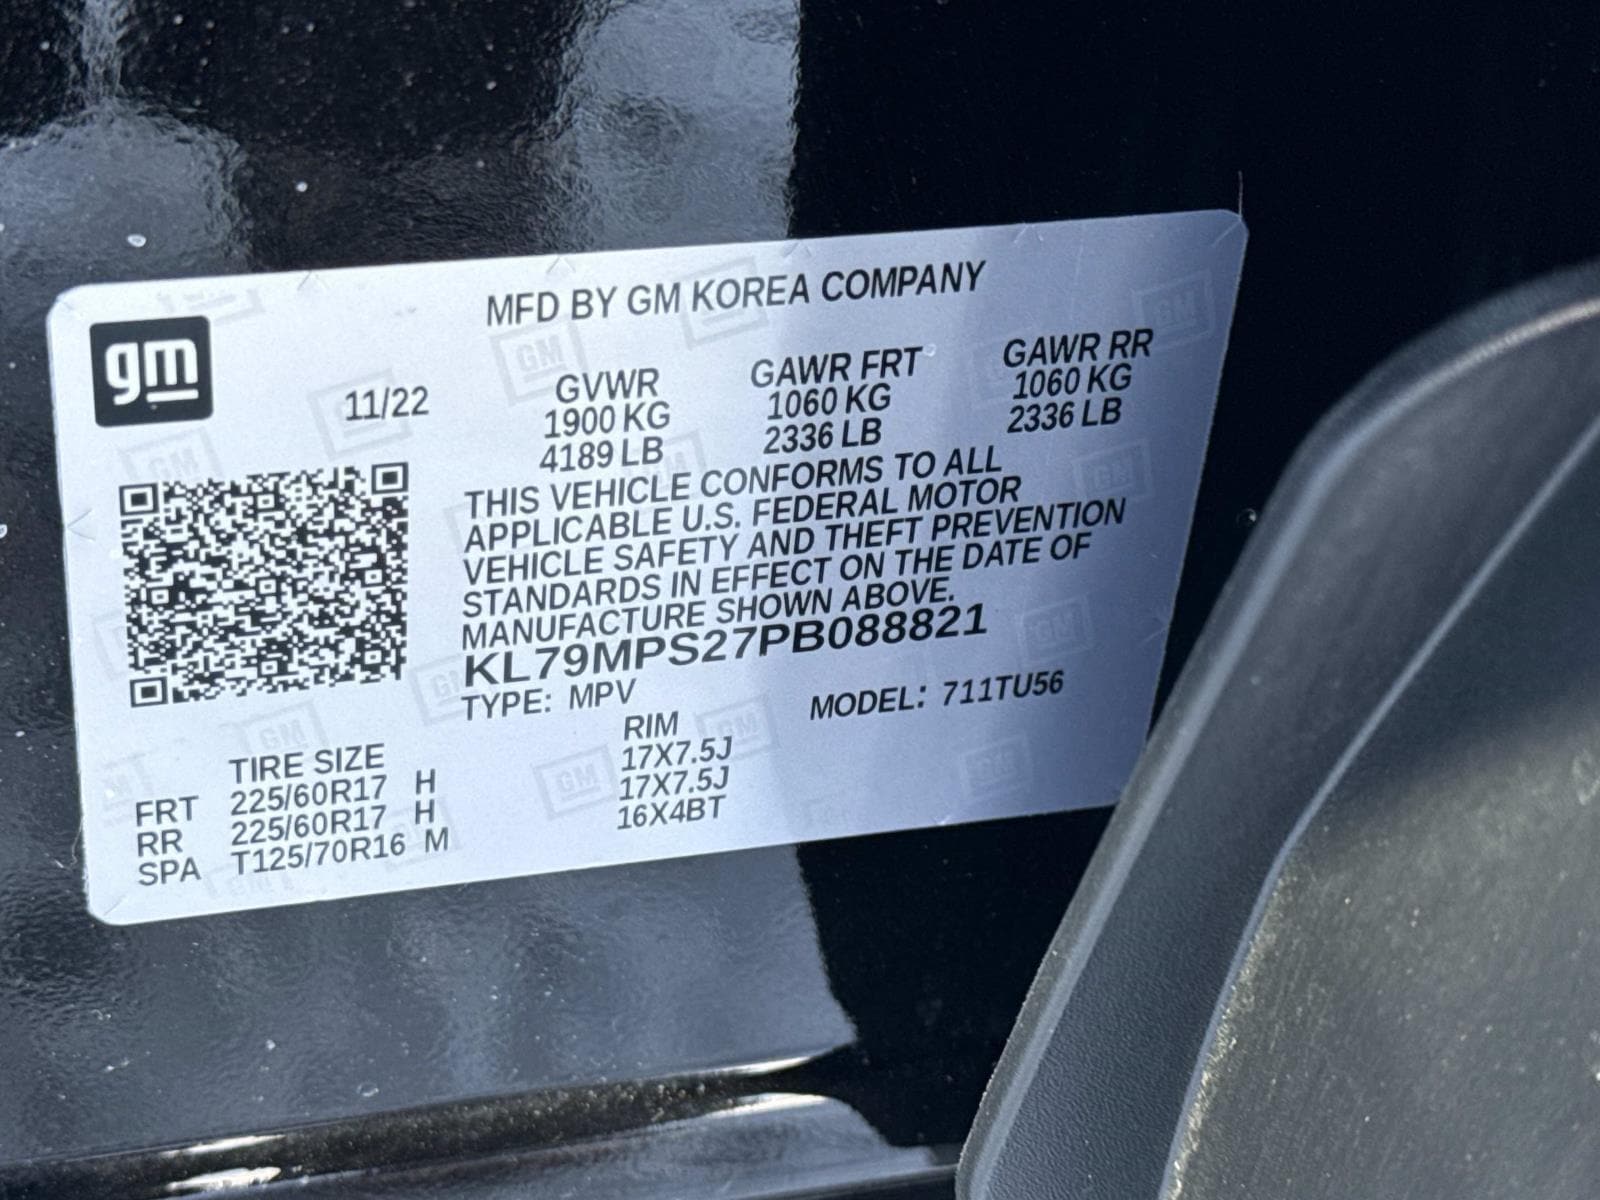 MFD BY GM KOREA COMPANY
gm
11/22
GVWR GAWR FRT GAWR RR
1900 KG 1060 KG 1060 KG
4189 LB 2336 LB 2336 LB
THIS VEHICLE CONFORMS TO ALL
APPLICABLE U.S. FEDERAL MOTOR
VEHICLE SAFETY AND THEFT PREVENTION
STANDARDS IN EFFECT ON THE DATE OF
MANUFACTURE SHOWN ABOVE.
KL79MPS27PB088821
TYPE: MPV MODEL: 711TU56
TIRE SIZE RIM
FRT 225/60R17 H 17X7.5J
RR 225/60R17 H 17X7.5J
SPA T125/70R16 M 16X4BT